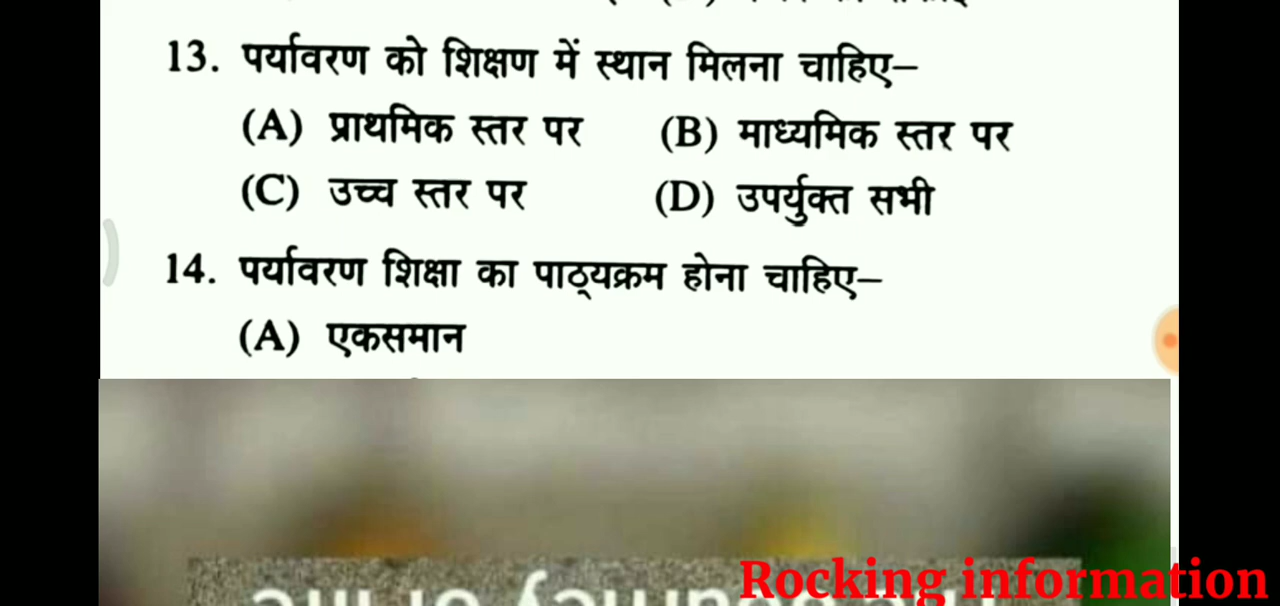 13. पर्यावरण को शिक्षण में स्थान मिलना चाहिए–
(A) प्राथमिक स्तर पर (B) माध्यमिक स्तर पर
(C) उच्च स्तर पर (D) उपर्युक्त सभी
14. पर्यावरण शिक्षा का पाठ्यक्रम होना चाहिए–
(A) एकसमान
Rocking information